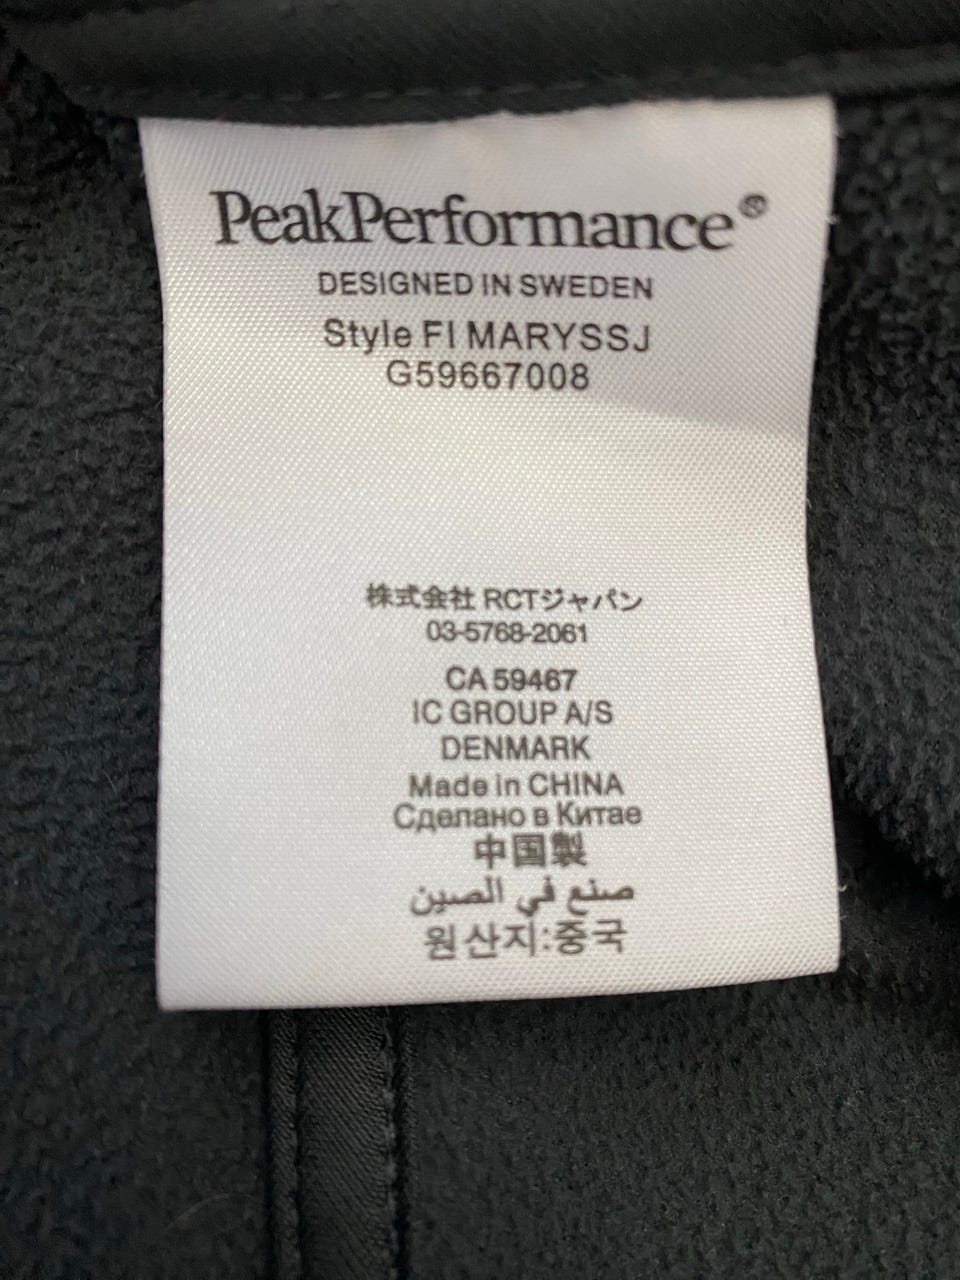 PeakPerformance®
DESIGNED IN SWEDEN
Style FI MARYSSJ
G59667008
株式会社 RCTジャパン
03-5768-2061
CA 59467
IC GROUP A/S
DENMARK
Made in CHINA
Сделано в Китае
中国製
صنع في الصين
원산지:중국